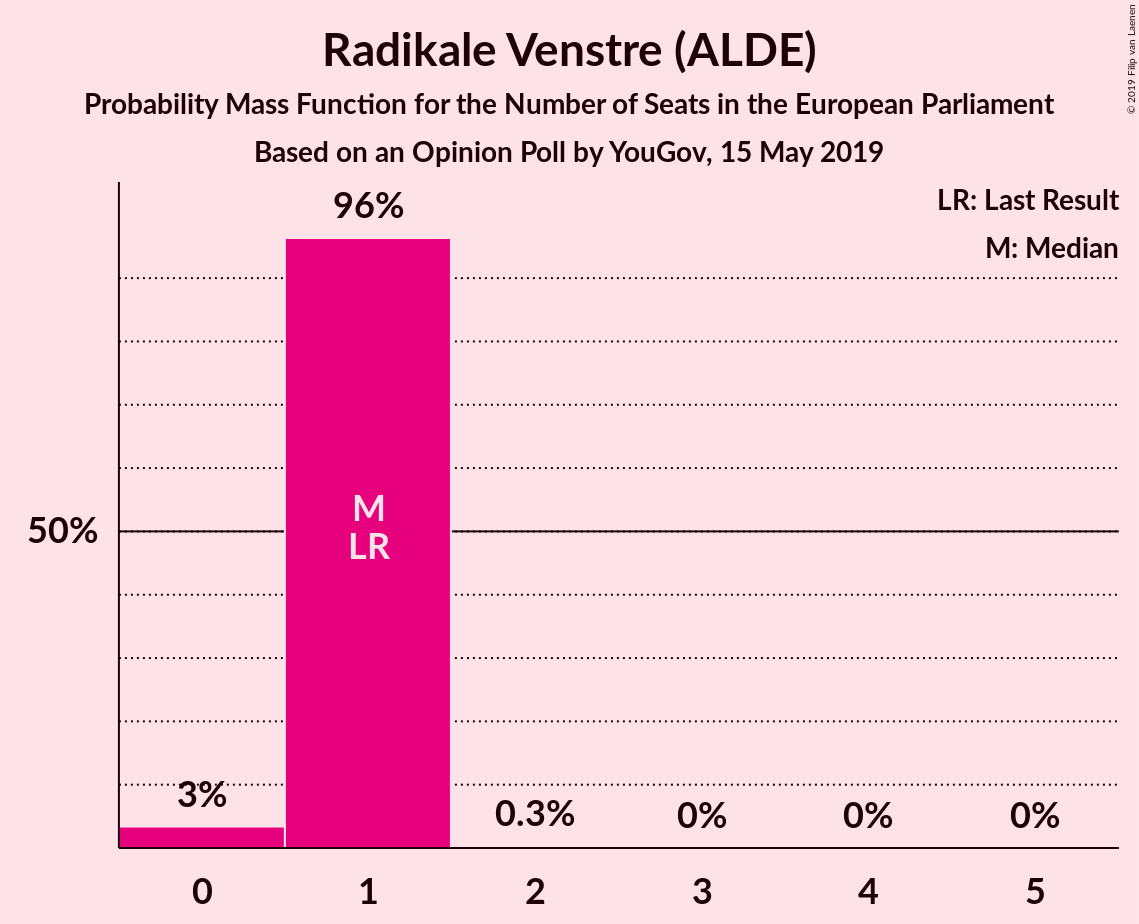 Radikale Venstre (ALDE)
Probability Mass Function for the Number of Seats in the European Parliament
Based on an Opinion Poll by YouGov, 15 May 2019
© 2019 Filip van Laenen
LR: Last Result
M: Median
96%
M
LR
50%
3%
0.3%
0%
0%
0%
0
1
2
3
4
5